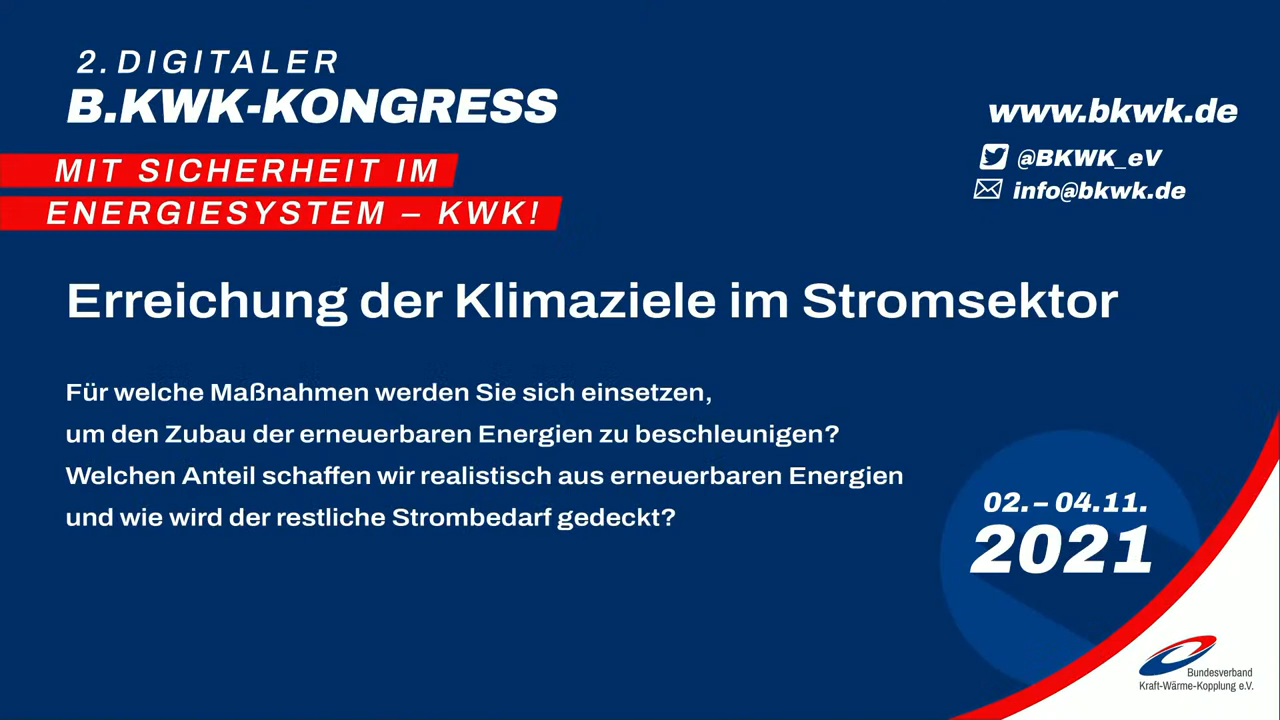 2. DIGITALER
B.KWK-KONGRESS
MIT SICHERHEIT IM
ENERGIESYSTEM – KWK!
www.bkwk.de
@BKWK_eV
info@bkwk.de
Erreichung der Klimaziele im Stromsektor
Für welche Maßnahmen werden Sie sich einsetzen,
um den Zubau der erneuerbaren Energien zu beschleunigen?
Welchen Anteil schaffen wir realistisch aus erneuerbaren Energien
und wie wird der restliche Strombedarf gedeckt?
02. – 04.11.
2021
Bundesverband
Kraft-Wärme-Kopplung e.V.